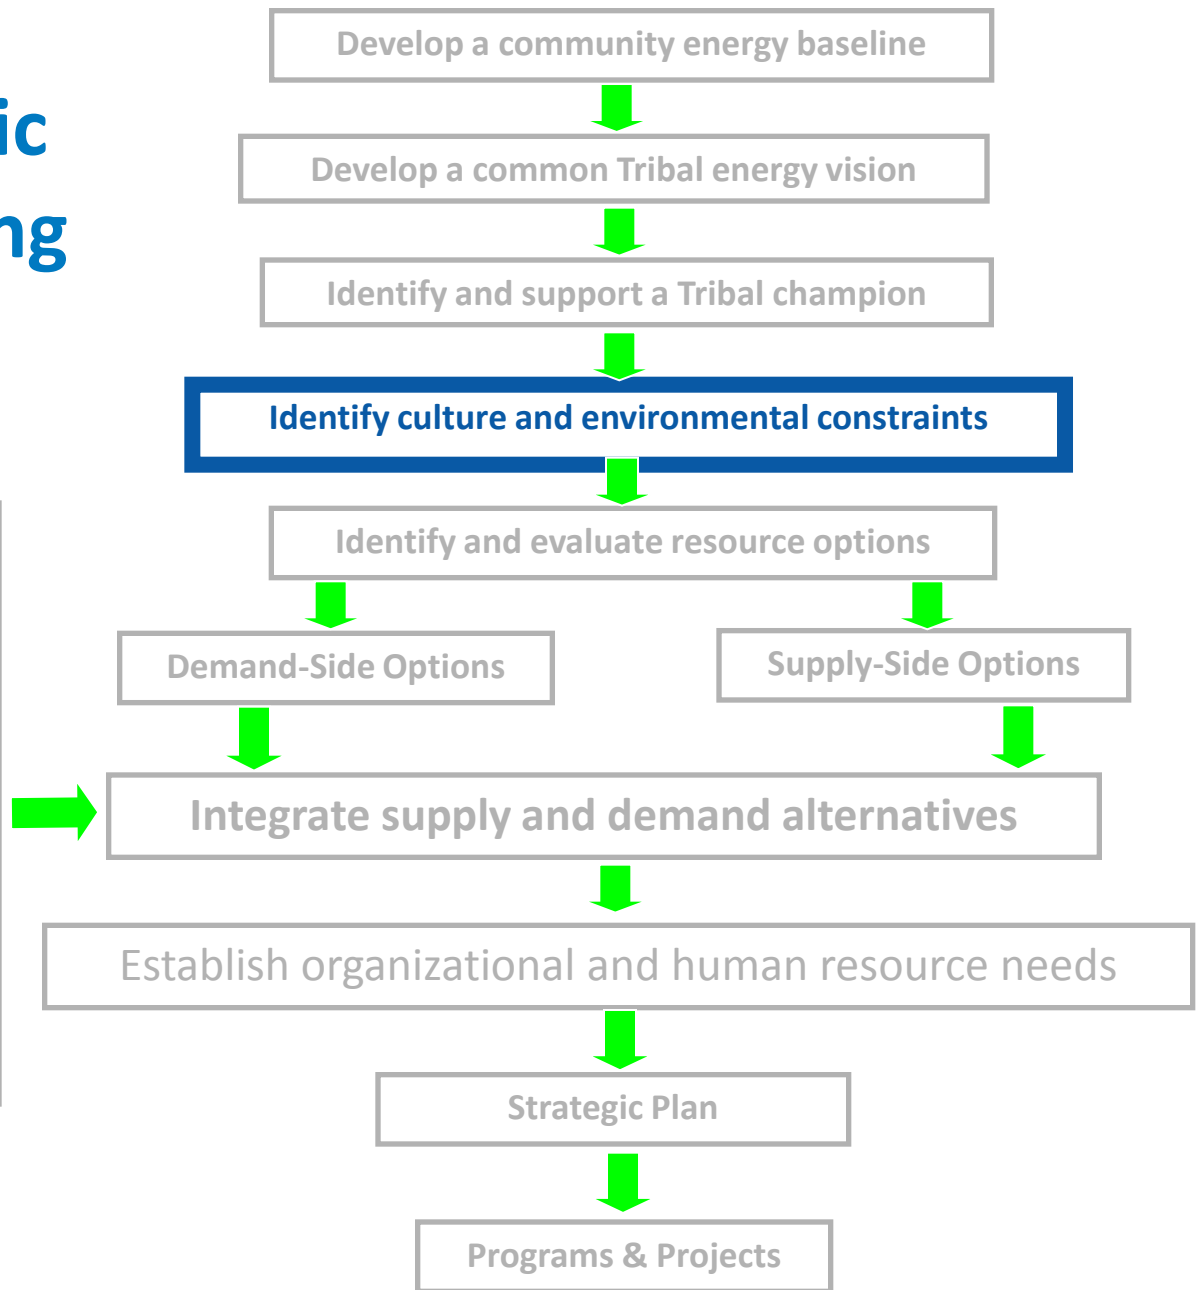 ic
ng
Develop a community energy baseline
Develop a common Tribal energy vision
Identify and support a Tribal champion
Identify culture and environmental constraints
Identify and evaluate resource options
Demand-Side Options
Supply-Side Options
Integrate supply and demand alternatives
Establish organizational and human resource needs
Strategic Plan
Programs & Projects